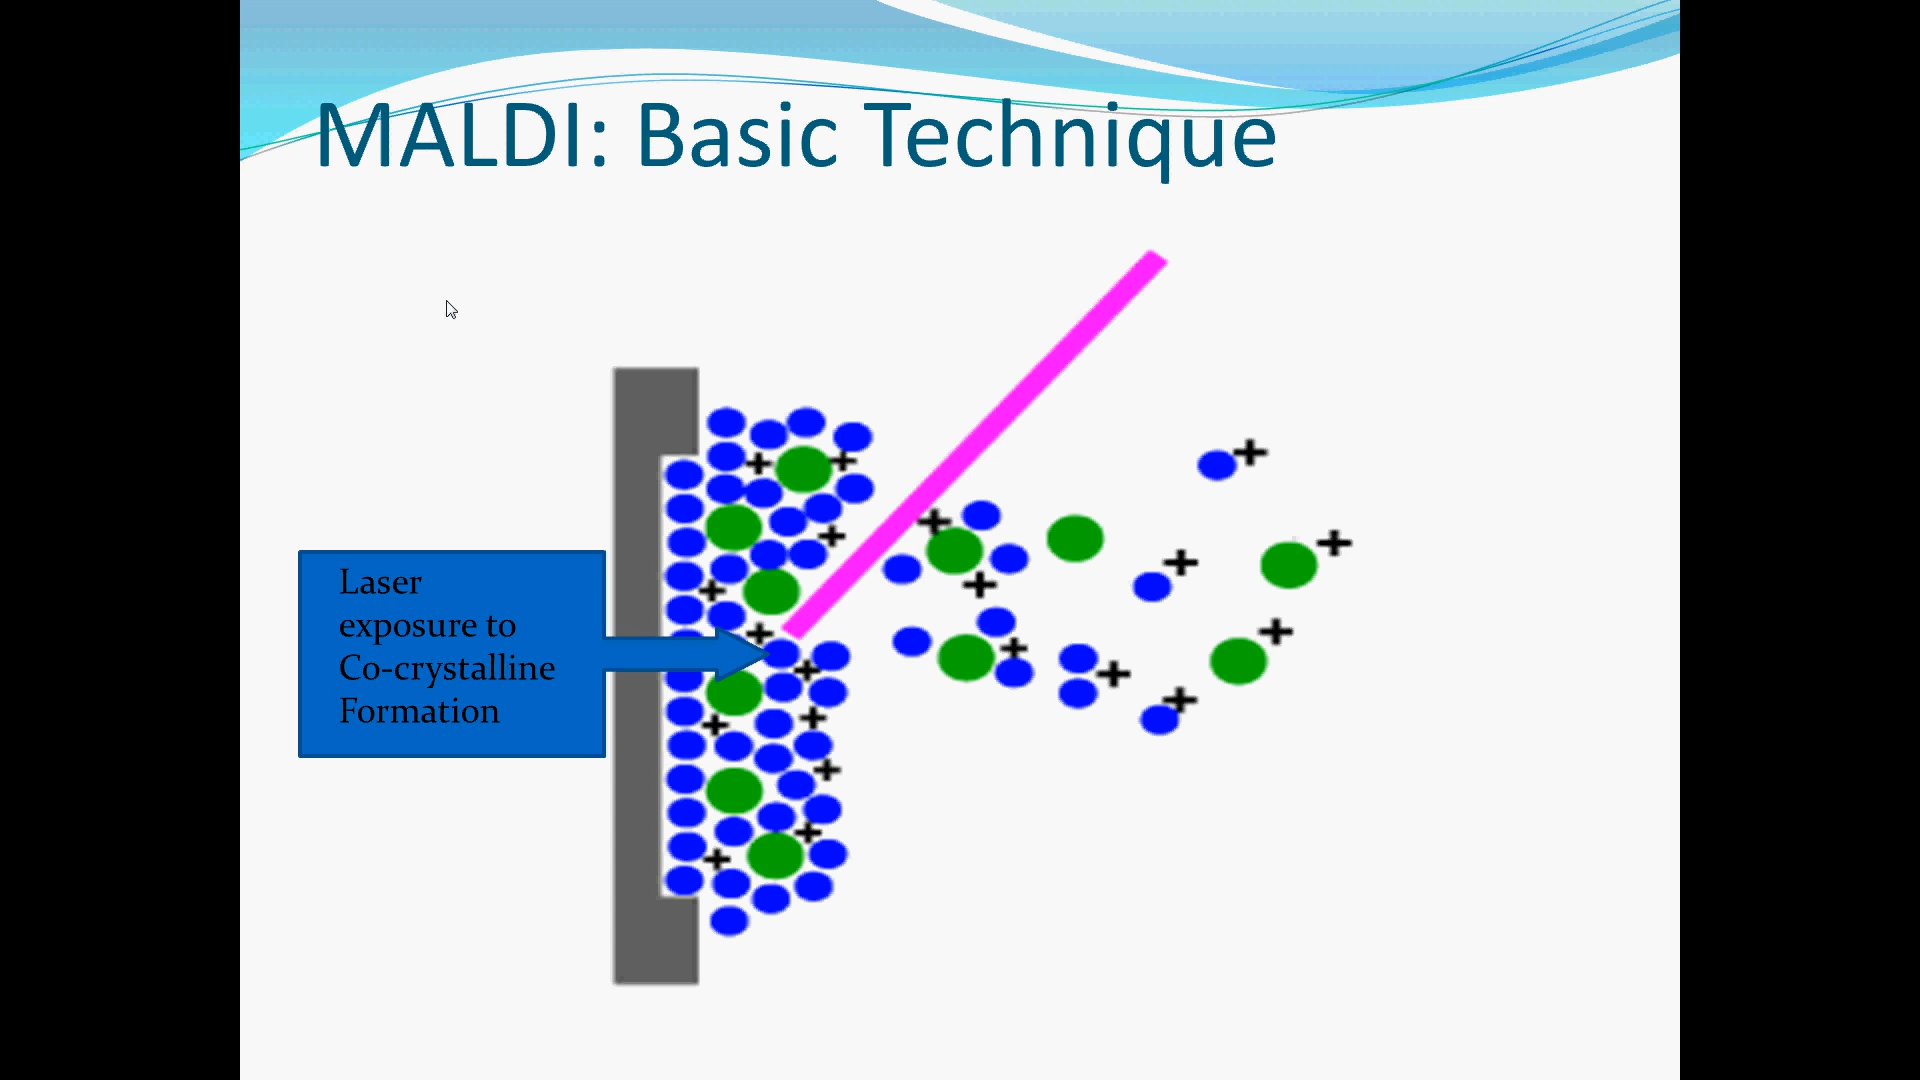 MALDI: Basic Technique
Laser
exposure to
Co-crystalline
Formation